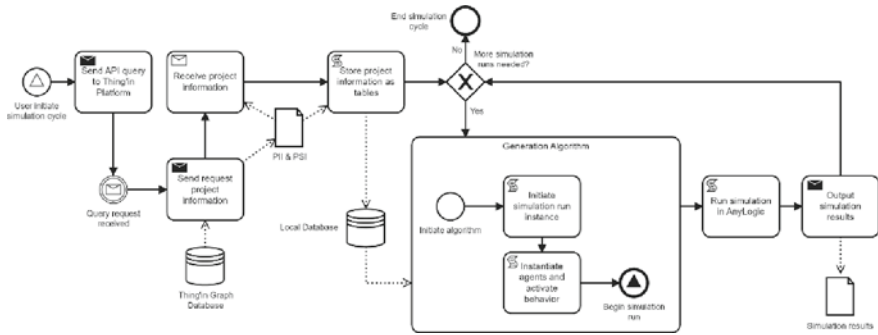 End simulation
cycle
No
More simulation
runs needed?
Yes
Send API query
to Thing'in
Platform
Receive project
information
Store project
information as
tables
User initiate
simulation cycle
PII & PSI
Query request
received
Send request
project
information
Thing'in Graph
Database
Local Database
Generation Algorithm
Initiate algorithm
Initiate
simulation run
instance
Instantiate
agents and
activate
behavior
Begin simulation
run
Run simulation
in AnyLogic
Output
simulation
results
Simulation results